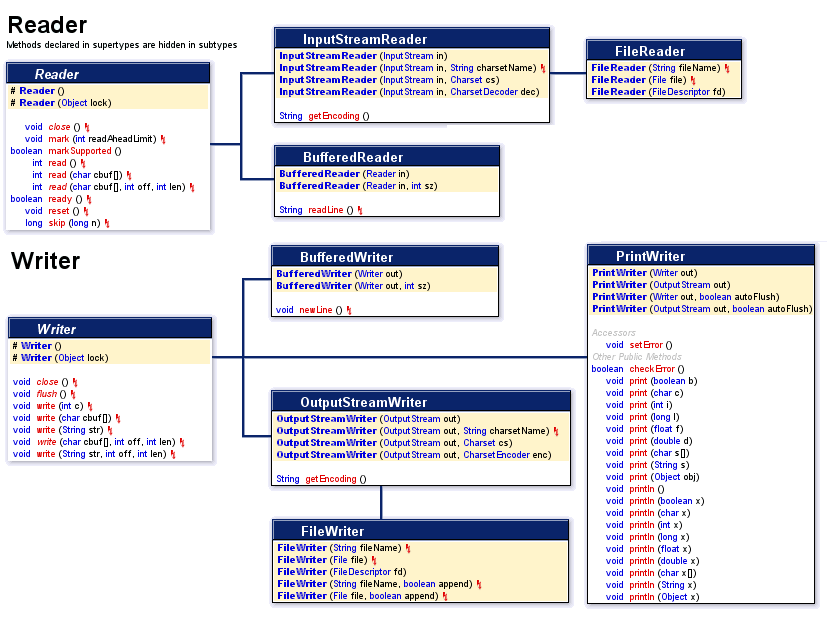 Reader
Methods declared in supertypes are hidden in subtypes
Reader
# Reader ()
# Reader (Object lock)
void close ()
void mark (int readAheadLimit)
boolean markSupported ()
int read ()
int read (char cbuf[])
int read (char cbuf[], int off, int len)
boolean ready ()
void reset ()
long skip (long n)
InputStreamReader
InputStreamReader (InputStream in)
InputStreamReader (InputStream in, String charsetName)
InputStreamReader (InputStream in, Charset cs)
InputStreamReader (InputStream in, CharsetDecoder dec)
String getEncoding ()
FileReader
FileReader (String fileName)
FileReader (File file)
FileReader (FileDescriptor fd)
BufferedReader
BufferedReader (Reader in)
BufferedReader (Reader in, int sz)
String readLine ()
Writer
Writer
# Writer ()
# Writer (Object lock)
void close ()
void flush ()
void write (int c)
void write (char cbuf[])
void write (String str)
void write (char cbuf[], int off, int len)
void write (String str, int off, int len)
BufferedWriter
BufferedWriter (Writer out)
BufferedWriter (Writer out, int sz)
void newLine ()
OutputStreamWriter
OutputStreamWriter (OutputStream out)
OutputStreamWriter (OutputStream out, String charsetName)
OutputStreamWriter (OutputStream out, Charset cs)
OutputStreamWriter (OutputStream out, CharsetEncoder enc)
String getEncoding ()
FileWriter
FileWriter (String fileName)
FileWriter (File file)
FileWriter (FileDescriptor fd)
FileWriter (String fileName, boolean append)
FileWriter (File file, boolean append)
PrintWriter
PrintWriter (Writer out)
PrintWriter (OutputStream out)
PrintWriter (Writer out, boolean autoFlush)
PrintWriter (OutputStream out, boolean autoFlush)
Accessors
void setError ()
Other Public Methods
boolean checkError ()
void print (boolean b)
void print (char c)
void print (int i)
void print (long l)
void print (float f)
void print (double d)
void print (char s[])
void print (String s)
void print (Object obj)
void println ()
void println (boolean x)
void println (char x)
void println (int x)
void println (long x)
void println (float x)
void println (double x)
void println (char x[])
void println (String x)
void println (Object x)